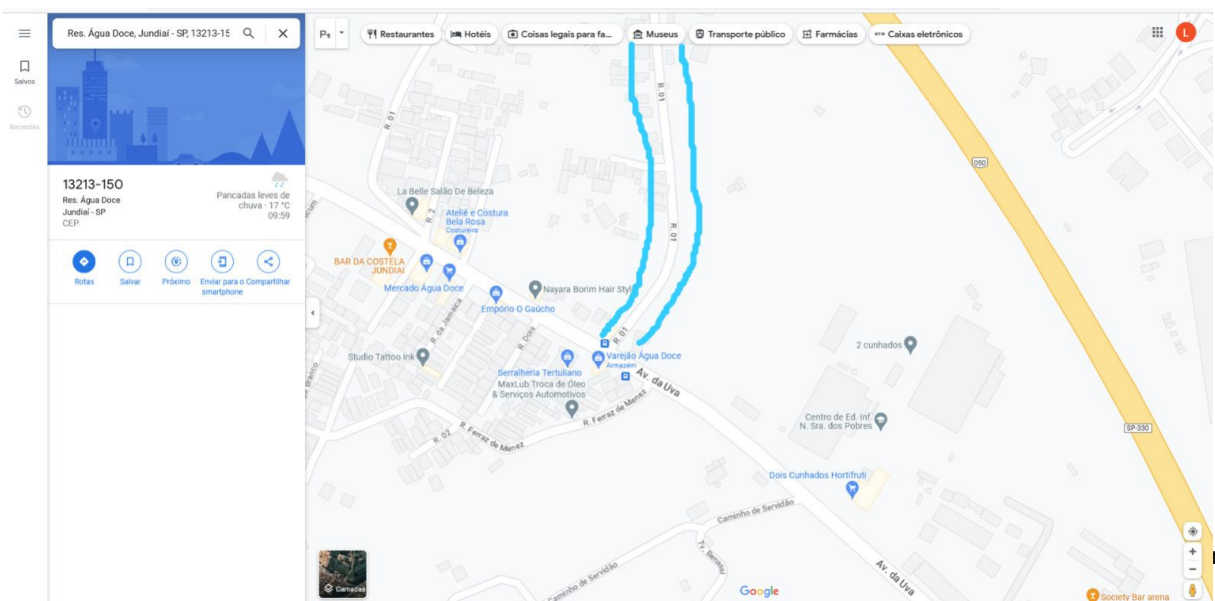 Res. Água Doce, Jundiaí - SP, 13213-15
Restaurantes
Hotéis
Coisas legais para fa...
Museus
Transporte público
Farmácias
ATM Caixas eletrônicos
L
Salvos
Recentes
13213-150
Res. Água Doce
Jundiaí - SP
CEP
Pancadas leves de
chuva · 17 °C
09:59
Rotas
Salvar
Próximo
Enviar para o
smartphone
Compartilhar
R. 01
R. 01
050
La Belle Salão De Beleza
R. 2
Ateliê e Costura
Bela Rosa
Costureira
R. 01
BAR DA COSTELA
JUNDIAI
Mercado Água Doce
Nayara Borim Hair Styl
Empório O Gaúcho
R. da Jamaica
R. Dois
R. 01
Studio Tattoo Ink
Varejão Água Doce
Armazém
2 cunhados
Serralheria Tertuliano
MaxLub Troca de Óleo
& Serviços Automotivos
Av. da Uva
R. Ferraz de Menez
Centro de Ed. Inf.
N. Sra. dos Pobres
SP-330
R. 02
R. Ferraz de Menez
Dois Cunhados Hortifruti
Caminho de Servidão
Caminho de Servidão
Av. da Uva
Camadas
Google
Society Bar arena